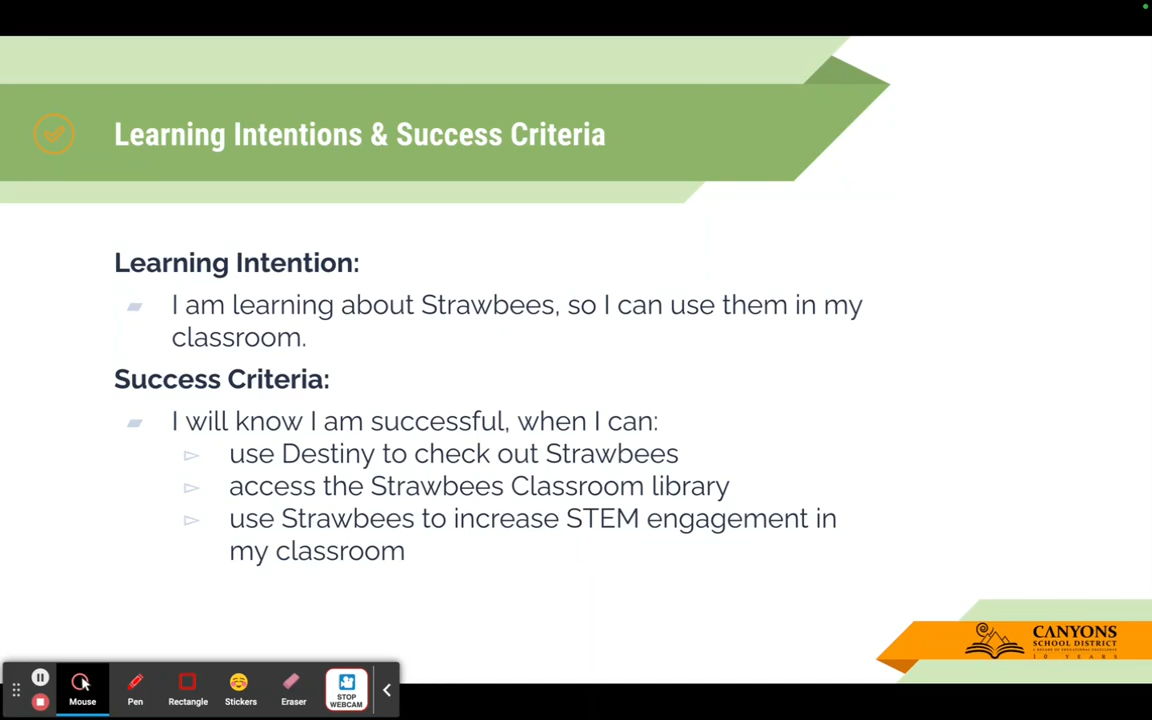 Learning Intentions & Success Criteria
Learning Intention:
I am learning about Strawbees, so I can use them in my
classroom.
Success Criteria:
I will know I am successful, when I can:
use Destiny to check out Strawbees
access the Strawbees Classroom library
use Strawbees to increase STEM engagement in
my classroom
CANYONS
SCHOOL DISTRICT
10 YEARS
Mouse
Pen
Rectangle
Stickers
Eraser
STOP
WEBCAM